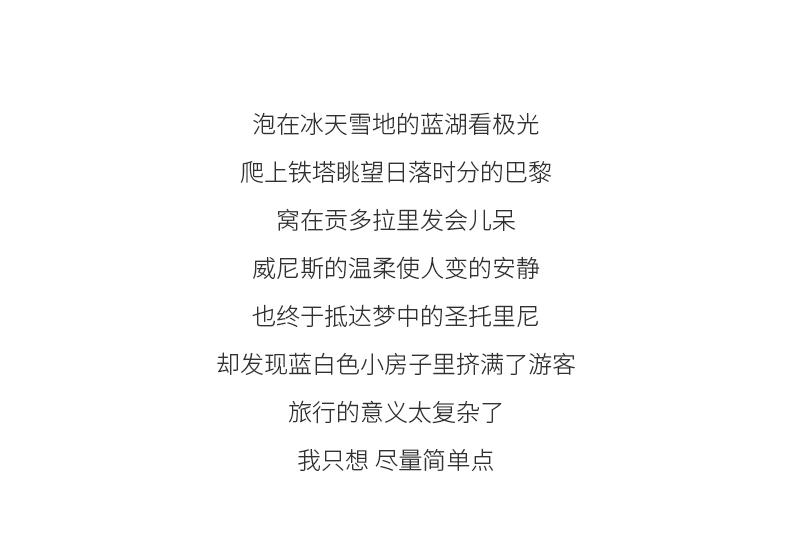 泡在冰天雪地的蓝湖看极光
爬上铁塔眺望日落时分的巴黎
窝在贡多拉里发会儿呆
威尼斯的温柔使人变的安静
也终于抵达梦中的圣托里尼
却发现蓝白色小房子里挤满了游客
旅行的意义太复杂了
我只想 尽量简单点